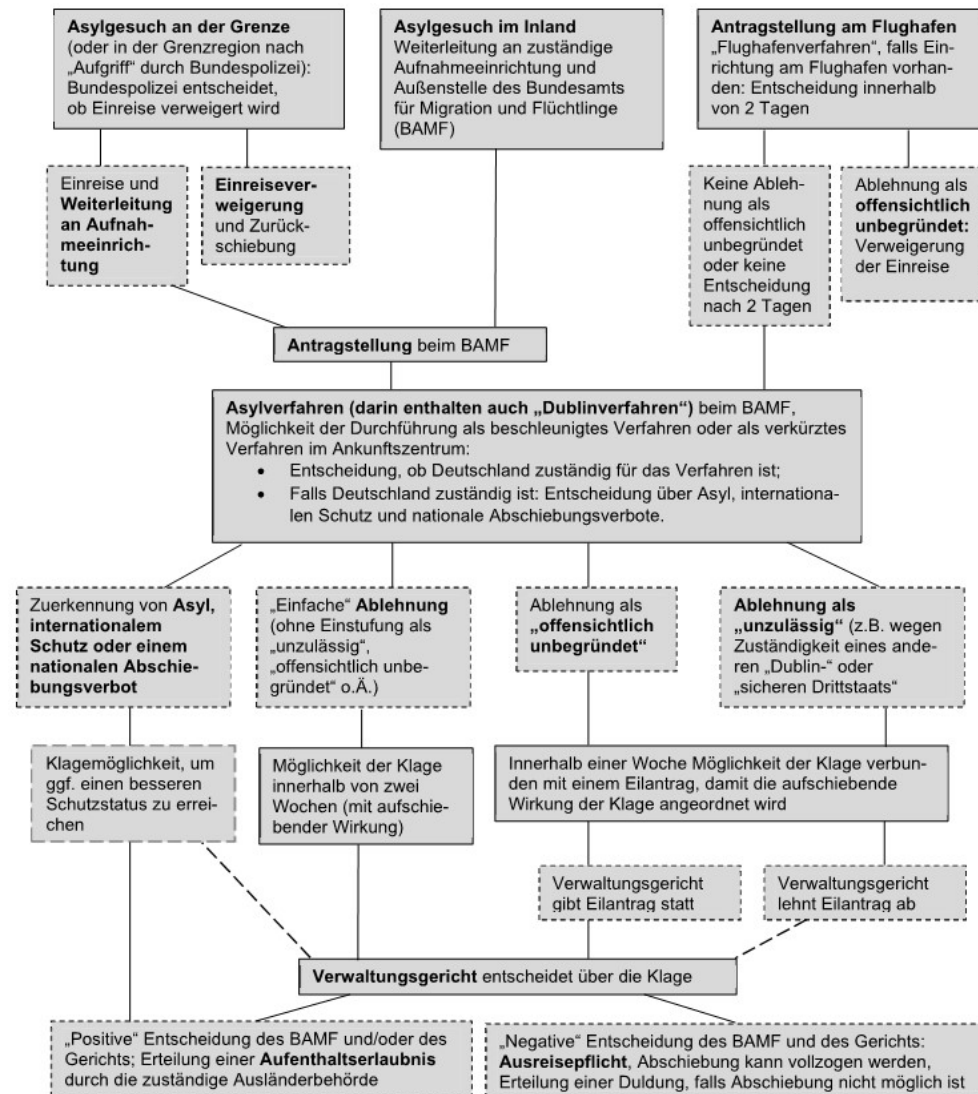 Asylgesuch an der Grenze
(oder in der Grenzregion nach
„Aufgriff“ durch Bundespolizei):
Bundespolizei entscheidet,
ob Einreise verweigert wird
Asylgesuch im Inland
Weiterleitung an zuständige
Aufnahmeeinrichtung und
Außenstelle des Bundesamts
für Migration und Flüchtlinge
(BAMF)
Antragstellung am Flughafen
„Flughafenverfahren“, falls Ein-
richtung am Flughafen vorhan-
den: Entscheidung innerhalb
von 2 Tagen
Einreise und
Weiterleitung
an Aufnah-
meeinrich-
tung
Einreisever-
weigerung
und Zurück-
schiebung
Keine Ableh-
nung als
offensichtlich
unbegründet
oder keine
Entscheidung
nach 2 Tagen
Ablehnung als
offensichtlich
unbegründet:
Verweigerung
der Einreise
Antragstellung beim BAMF
Asylverfahren (darin enthalten auch „Dublinverfahren“) beim BAMF,
Möglichkeit der Durchführung als beschleunigtes Verfahren oder als verkürztes
Verfahren im Ankunftszentrum:
• Entscheidung, ob Deutschland zuständig für das Verfahren ist;
• Falls Deutschland zuständig ist: Entscheidung über Asyl, internationa-
len Schutz und nationale Abschiebungsverbote.
Zuerkennung von Asyl,
internationalem
Schutz oder einem
nationalen Abschie-
bungsverbot
„Einfache“ Ablehnung
(ohne Einstufung als
„unzulässig“,
„offensichtlich unbe-
gründet“ o.Ä.)
Ablehnung als
„offensichtlich
unbegründet“
Ablehnung als
„unzulässig“ (z.B. wegen
Zuständigkeit eines ande-
ren „Dublin-“ oder
„sicheren Drittstaats“
Klagemöglichkeit, um
ggf. einen besseren
Schutzstatus zu errei-
chen
Möglichkeit der Klage
innerhalb von zwei
Wochen (mit aufschie-
bender Wirkung)
Innerhalb einer Woche Möglichkeit der Klage verbun-
den mit einem Eilantrag, damit die aufschiebende
Wirkung der Klage angeordnet wird
Verwaltungsgericht
gibt Eilantrag statt
Verwaltungsgericht
lehnt Eilantrag ab
Verwaltungsgericht entscheidet über die Klage
„Positive“ Entscheidung des BAMF und/oder des
Gerichts; Erteilung einer Aufenthaltserlaubnis
durch die zuständige Ausländerbehörde
„Negative“ Entscheidung des BAMF und des Gerichts:
Ausreisepflicht, Abschiebung kann vollzogen werden,
Erteilung einer Duldung, falls Abschiebung nicht möglich ist